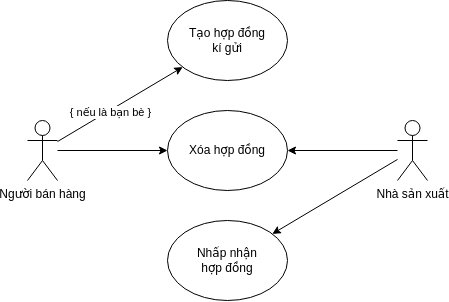 Tạo hợp đồng
kí gửi
{ nếu là bạn bè }
Xóa hợp đồng
Người bán hàng
Nhà sản xuất
Nhấp nhận
hợp đồng